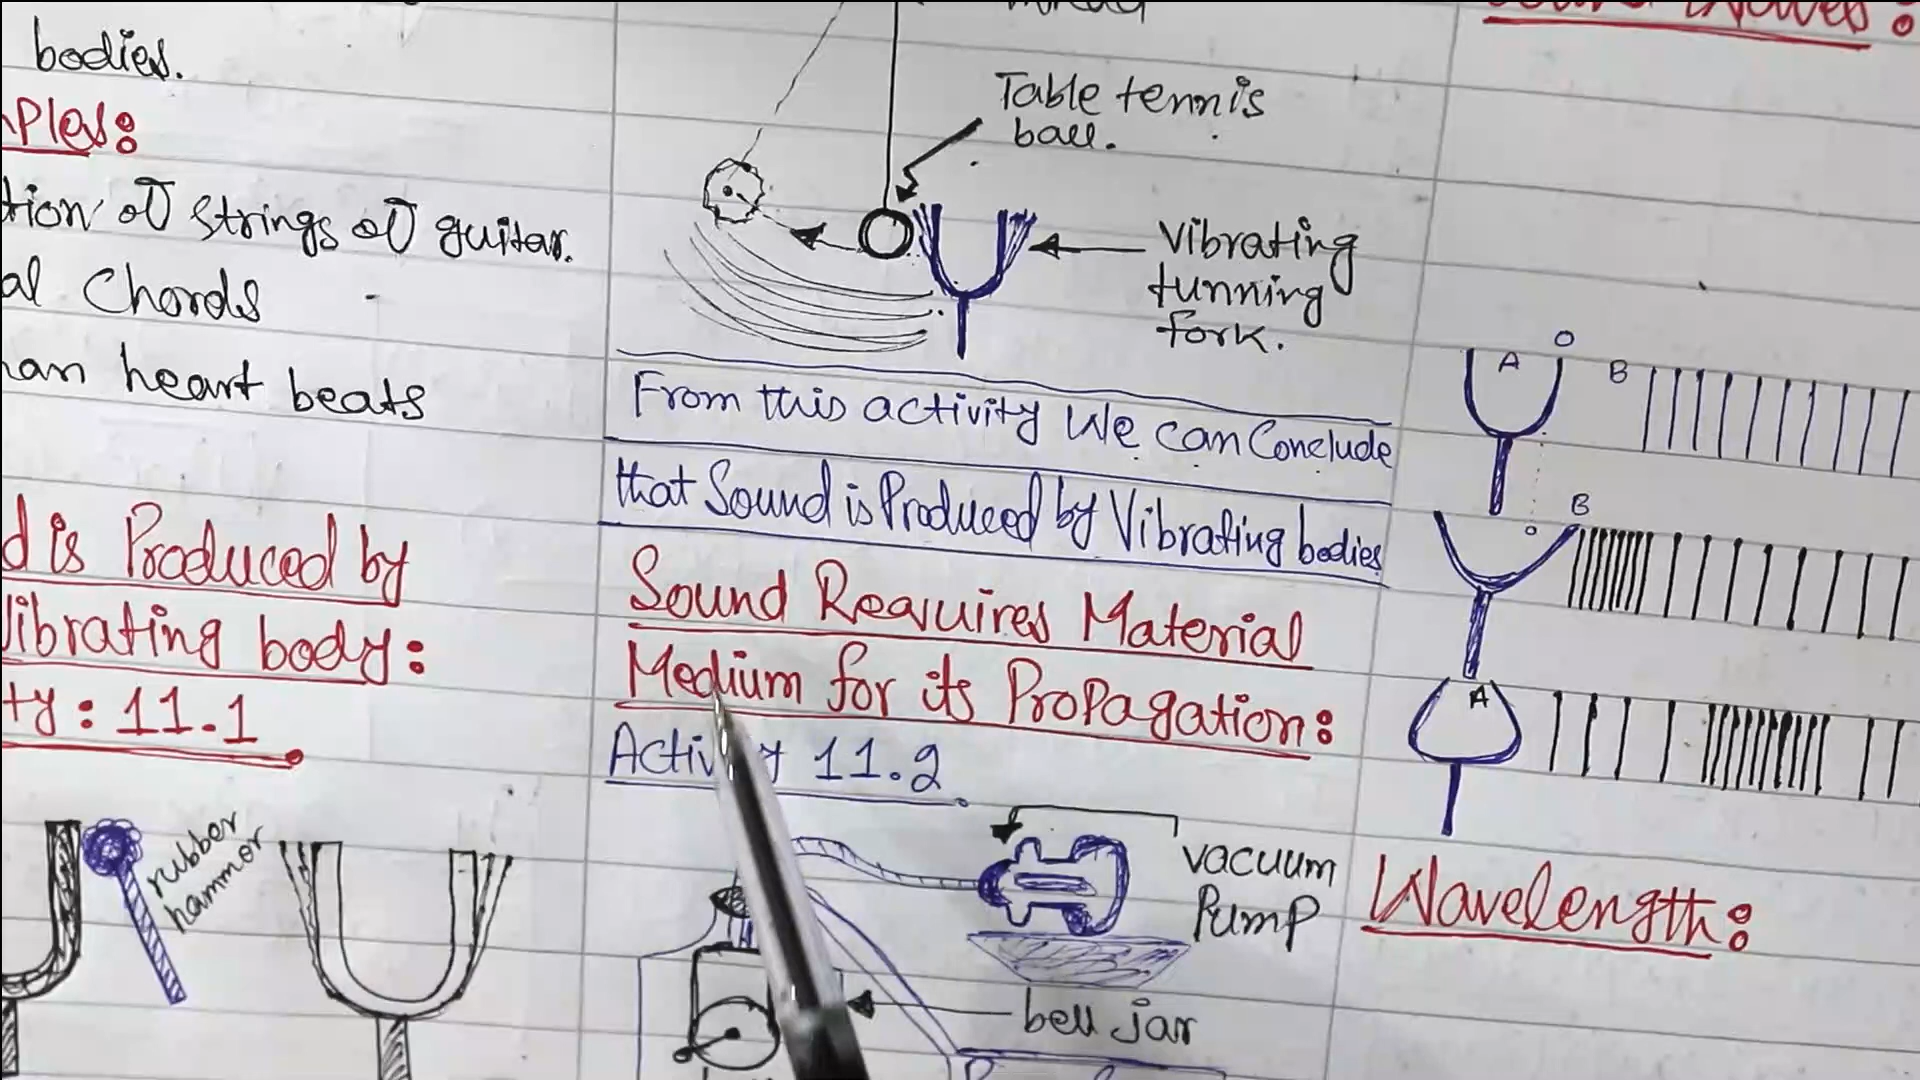 bodies.
mples:
tion of strings of guitar.
al Chords
nan heart beats
d is Produced by
Vibrating body:
ty: 11.1
rubber
hammor
Table tennis
ball.
Vibrating
tunning
fork.
From this activity We can Conclude
that Sound is Produced by Vibrating bodies
Sound Requires Material
Medium for its Propagation:
Activity 11.2
vacuum
Pump
bell jar
A
B
B
A
Wavelength: